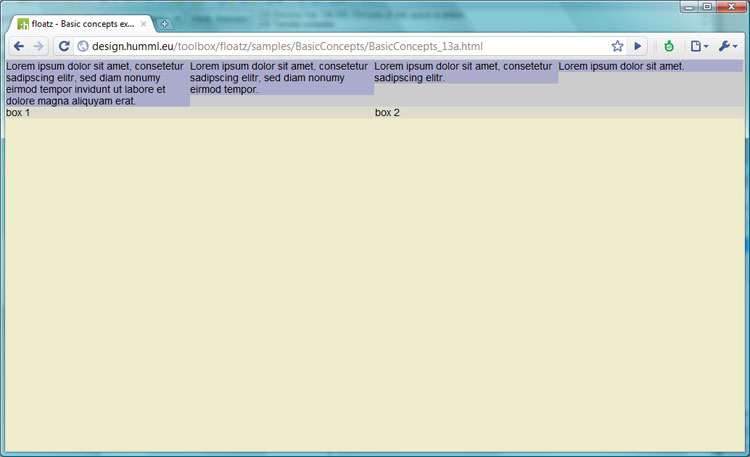 floatz - Basic concepts ex...
design.humml.eu/toolbox/floatz/samples/BasicConcepts/BasicConcepts_13a.html
Lorem ipsum dolor sit amet, consetetur
sadipscing elitr, sed diam nonumy
eirmod tempor invidunt ut labore et
dolore magna aliquyam erat.
Lorem ipsum dolor sit amet, consetetur
sadipscing elitr, sed diam nonumy
eirmod tempor.
Lorem ipsum dolor sit amet, consetetur
sadipscing elitr.
Lorem ipsum dolor sit amet.
box 1
box 2